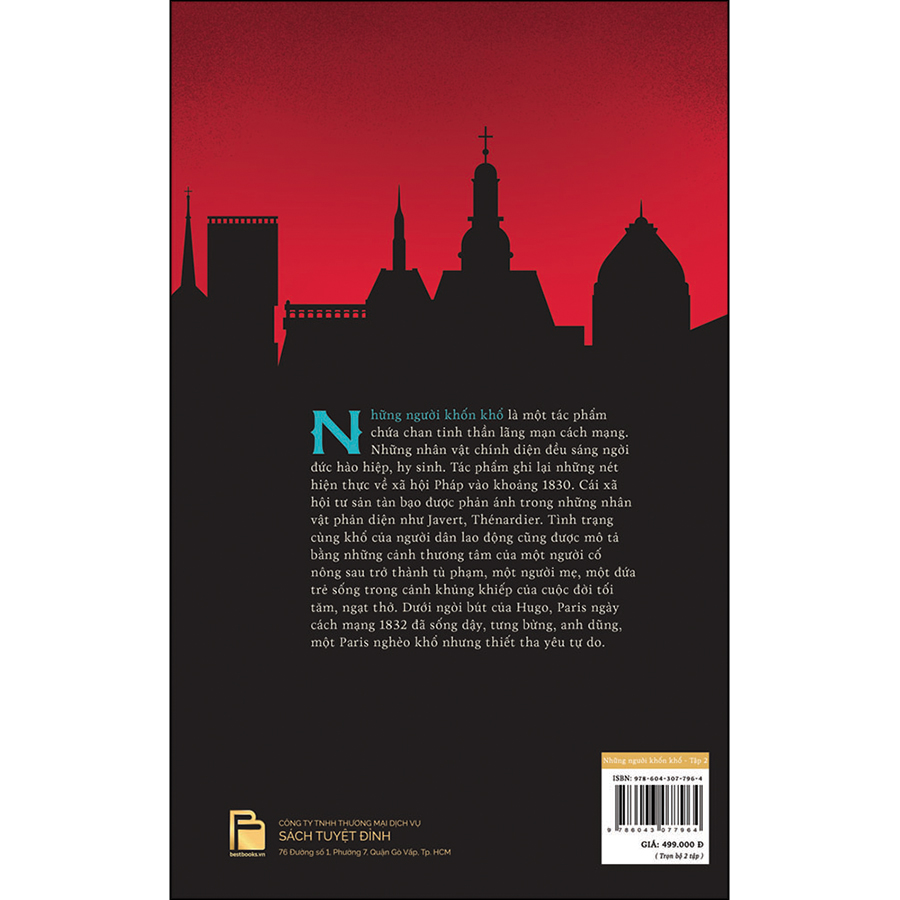 Những người khốn khổ là một tác phẩm
chứa chan tinh thần lãng mạn cách mạng.
Những nhân vật chính diện đều sáng ngời
đức hào hiệp, hy sinh. Tác phẩm ghi lại những nét
hiện thực về xã hội Pháp vào khoảng 1830. Cái xã
hội tư sản tàn bạo được phản ánh trong những nhân
vật phản diện như Javert, Thénardier. Tình trạng
cùng khổ của người dân lao động cũng được mô tả
bằng những cảnh thương tâm của một người cố
nông sau trở thành tù phạm, một người mẹ, một đứa
trẻ sống trong cảnh khủng khiếp của cuộc đời tối
tăm, ngạt thở. Dưới ngòi bút của Hugo, Paris ngày
cách mạng 1832 đã sống dậy, tưng bừng, anh dũng,
một Paris nghèo khổ nhưng thiết tha yêu tự do.
Những người khốn khổ - Tập 2
ISBN: 978-604-307-796-4
9 786043 077964
GIÁ: 499.000 Đ
( Trọn bộ 2 tập )
bestbooks.vn
CÔNG TY TNHH THƯƠNG MẠI DỊCH VỤ
SÁCH TUYỆT ĐỈNH
76 Đường số 1, Phường 7, Quận Gò Vấp, Tp. HCM